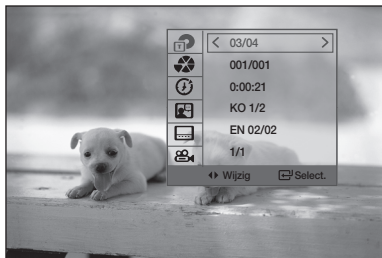 < 03/04 >
001/001
0:00:21
KO 1/2
EN 02/02
1/1
Wijzig Select.